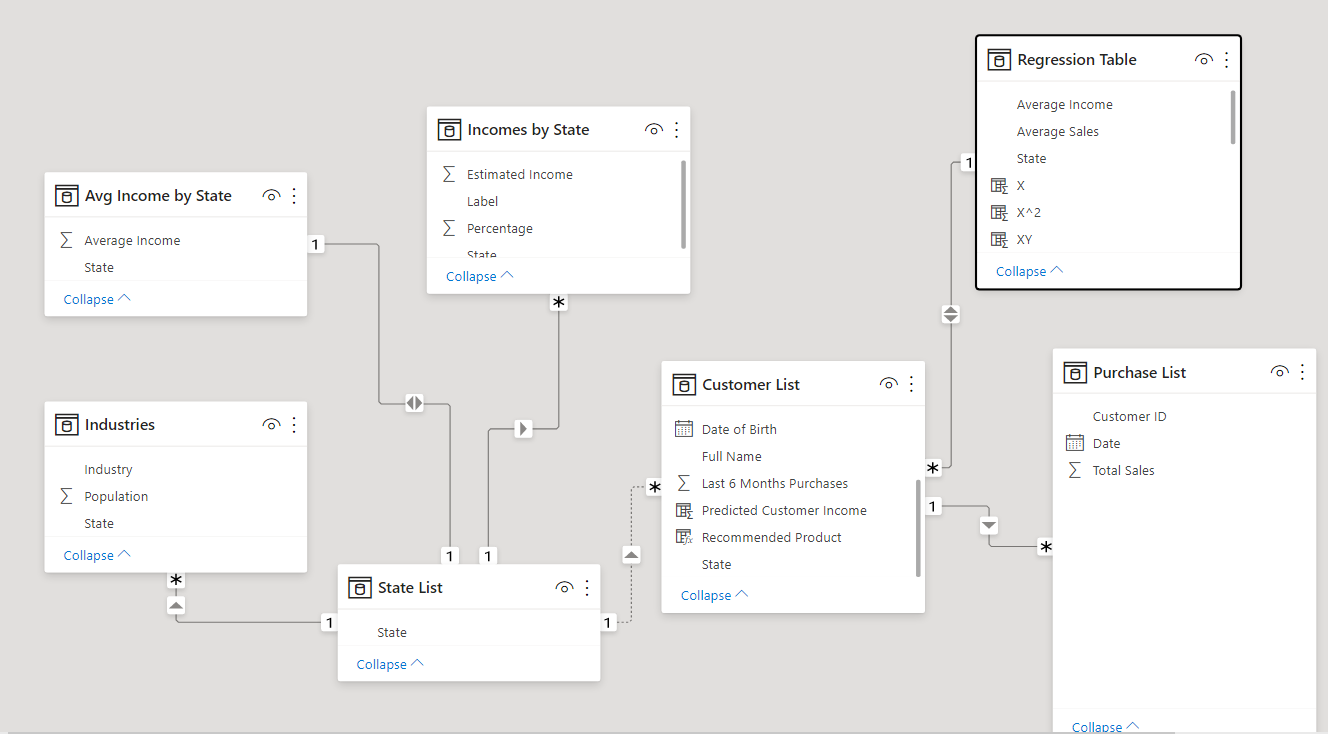 Regression Table
Average Income
Average Sales
State
X
X^2
XY
Collapse
1
Incomes by State
Estimated Income
Label
Percentage
State
Collapse
*
Avg Income by State
Average Income
State
Collapse
1
Industries
Industry
Population
State
Collapse
*
State List
State
Collapse
1
1
1
1
Customer List
Date of Birth
Full Name
Last 6 Months Purchases
Predicted Customer Income
Recommended Product
State
Collapse
*
*
1
Purchase List
Customer ID
Date
Total Sales
Collapse
*